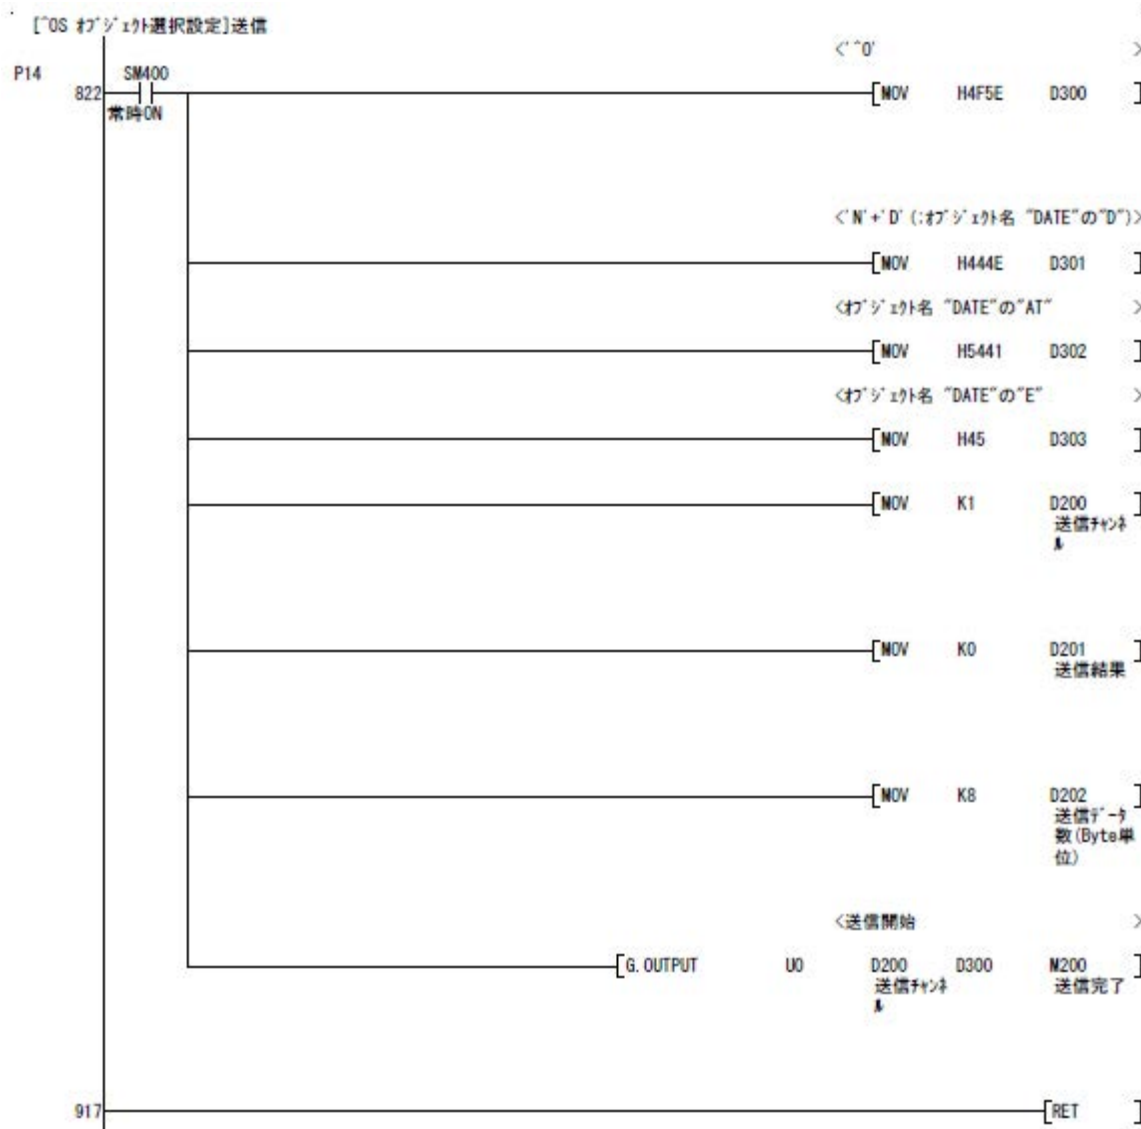 [^OS ｵﾌﾞｼﾞｪｸﾄ選択設定]送信
<'^O' >
P14
SM400
822
[MOV H4F5E D300 ]
常時ON
<'N'+'D'(:ｵﾌﾞｼﾞｪｸﾄ名 "DATE"の"D")>
[MOV H444E D301 ]
<ｵﾌﾞｼﾞｪｸﾄ名 "DATE"の"AT" >
[MOV H5441 D302 ]
<ｵﾌﾞｼﾞｪｸﾄ名 "DATE"の"E" >
[MOV H45 D303 ]
[MOV K1 D200 ]
送信ﾁｬﾝﾈ
ﾙ
[MOV K0 D201 ]
送信結果
[MOV K8 D202 ]
送信ﾃﾞｰﾀ
数(Byte単
位)
<送信開始 >
[G.OUTPUT U0 D200 D300 M200 ]
送信ﾁｬﾝﾈ 送信完了
ﾙ
917
[RET ]